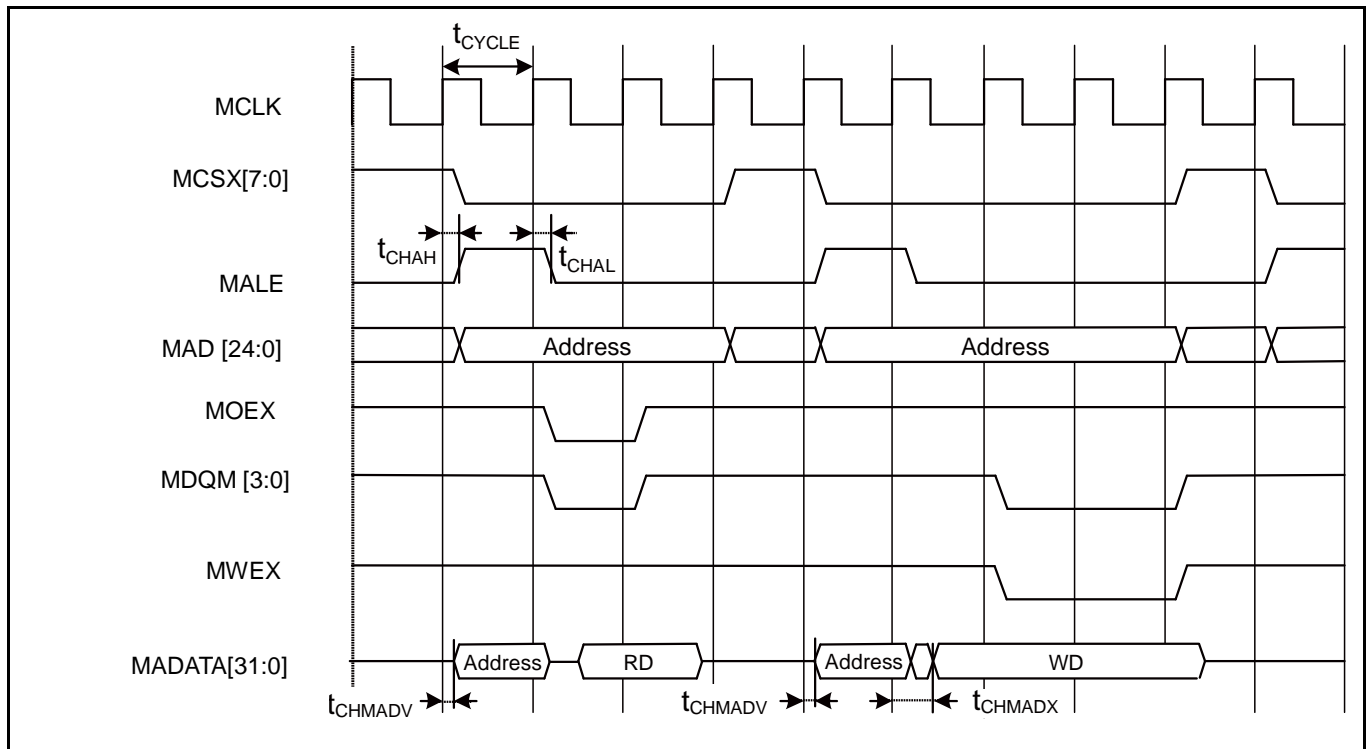 tCYCLE
MCLK
MCSX[7:0]
tCHAH
tCHAL
MALE
MAD [24:0]
Address
Address
MOEX
MDQM [3:0]
MWEX
MADATA[31:0]
Address
RD
Address
WD
tCHMADV
tCHMADV
tCHMADX